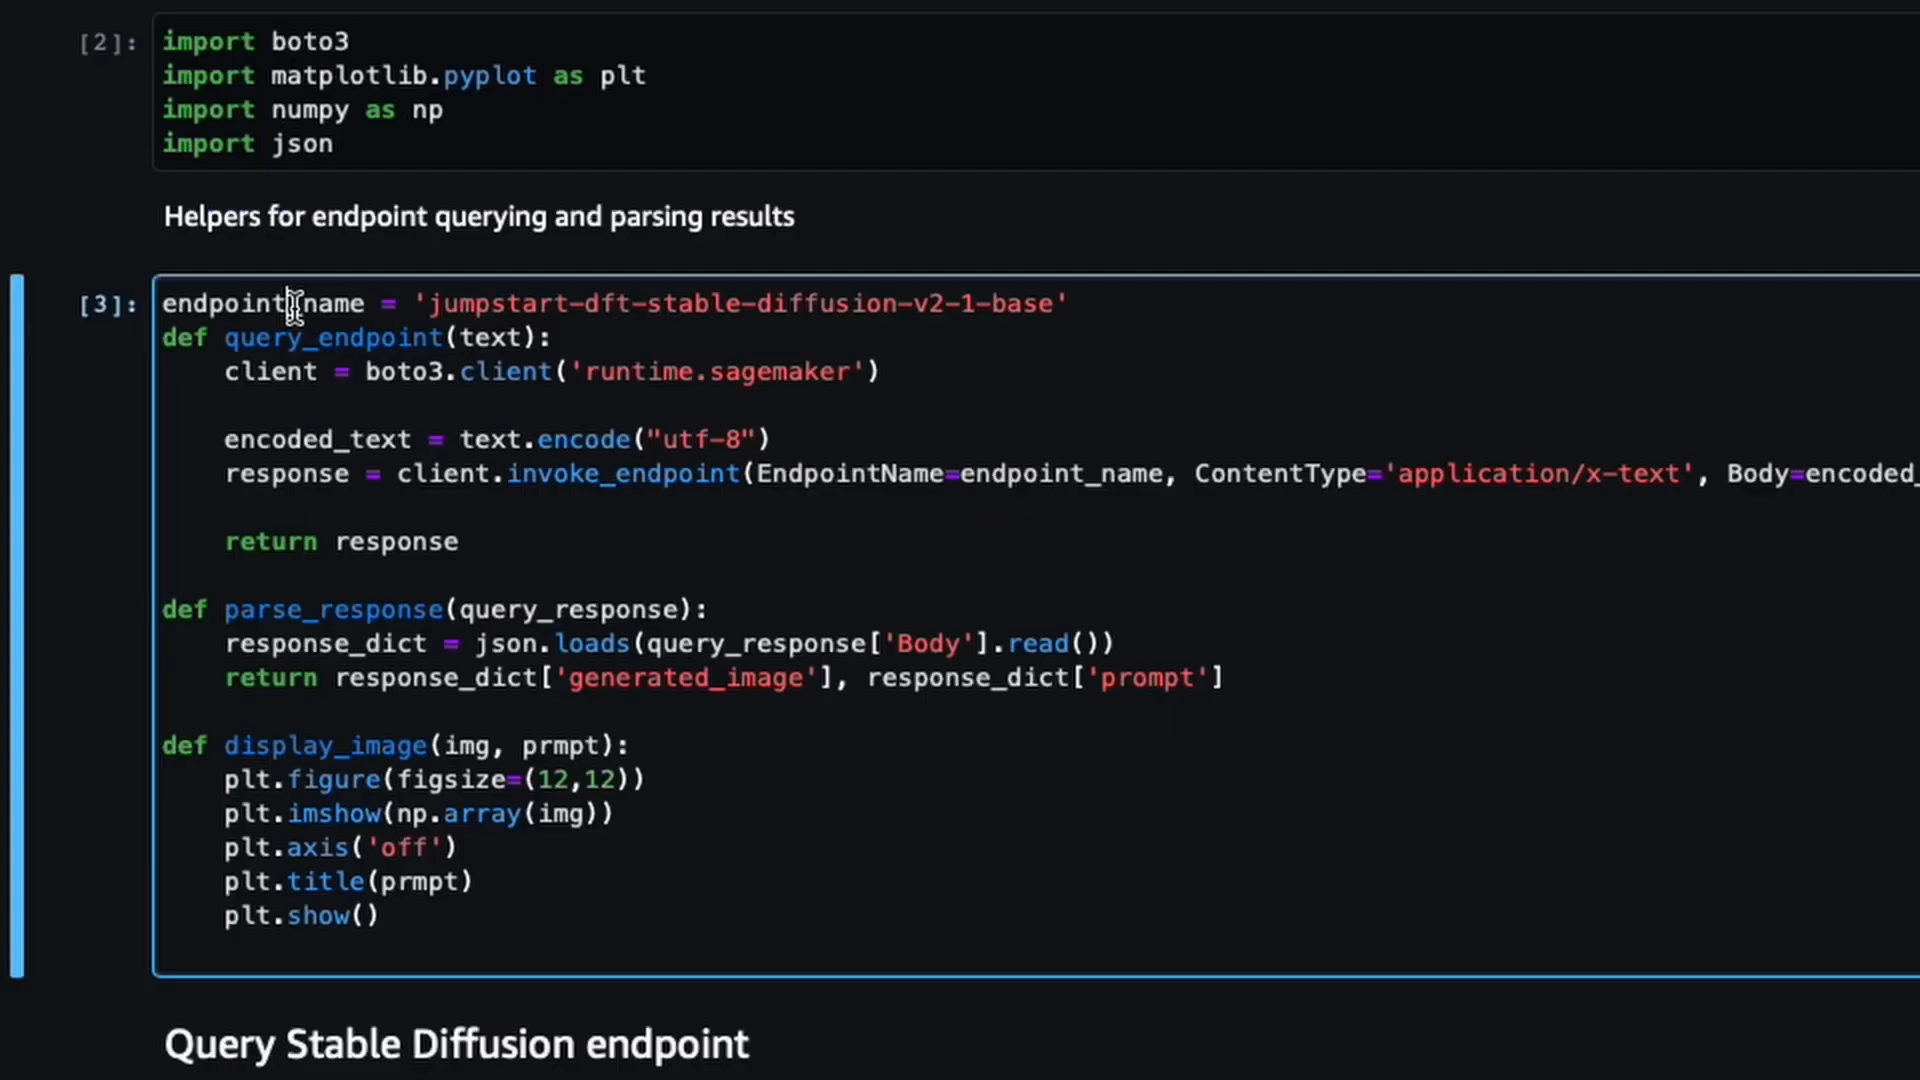 [2]: import boto3
import matplotlib.pyplot as plt
import numpy as np
import json
Helpers for endpoint querying and parsing results
[3]: endpoint_name = 'jumpstart-dft-stable-diffusion-v2-1-base'
def query_endpoint(text):
    client = boto3.client('runtime.sagemaker')
    encoded_text = text.encode("utf-8")
    response = client.invoke_endpoint(EndpointName=endpoint_name, ContentType='application/x-text', Body=encoded_
    return response
def parse_response(query_response):
    response_dict = json.loads(query_response['Body'].read())
    return response_dict['generated_image'], response_dict['prompt']
def display_image(img, prmpt):
    plt.figure(figsize=(12,12))
    plt.imshow(np.array(img))
    plt.axis('off')
    plt.title(prmpt)
    plt.show()
Query Stable Diffusion endpoint